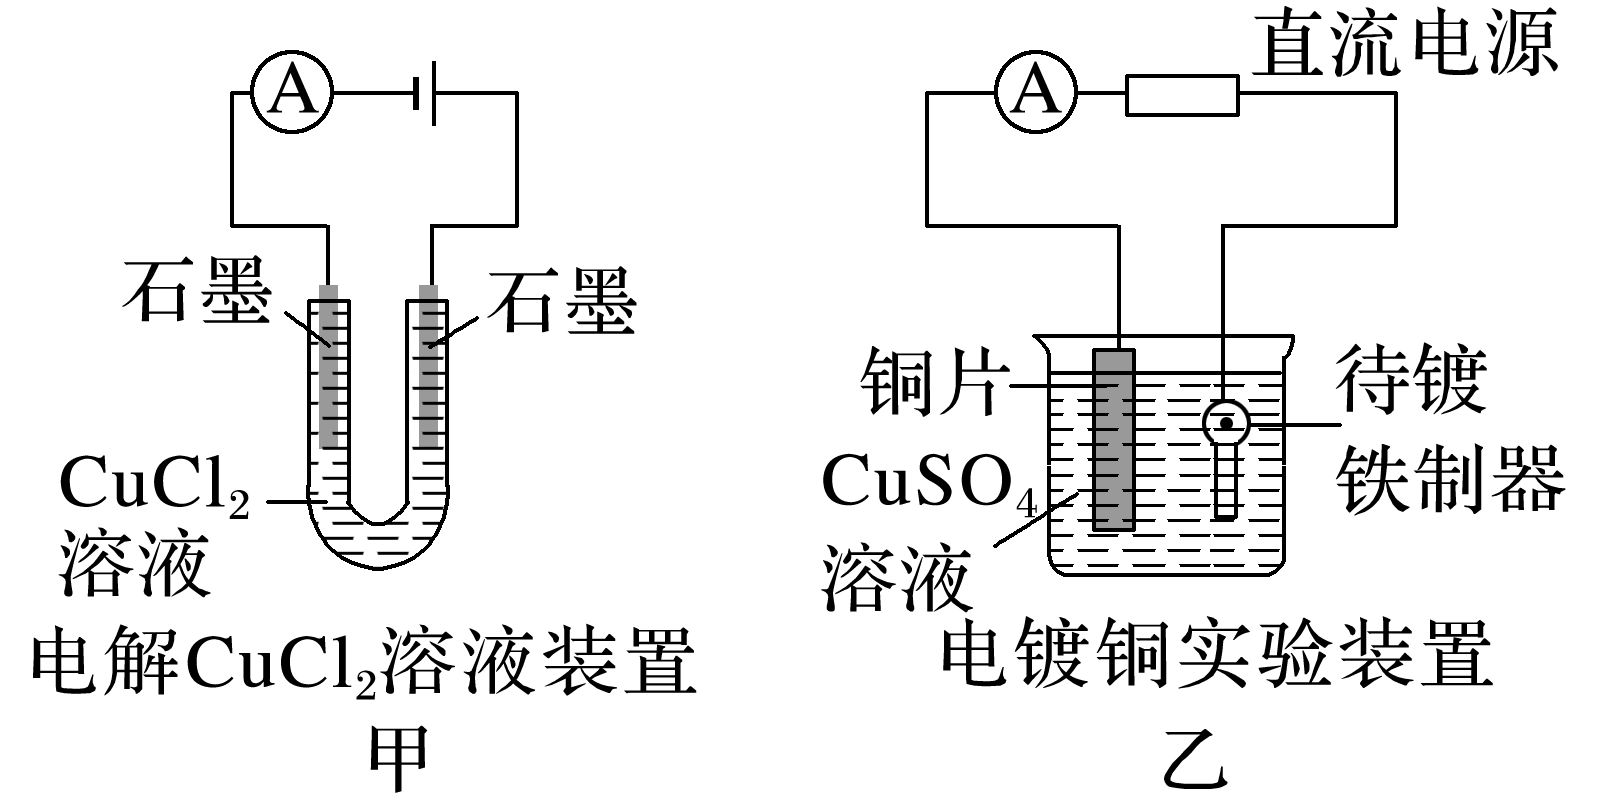 A
石墨
石墨
CuCl₂
溶液
电解CuCl₂溶液装置
甲
直流电源
A
铜片
CuSO₄
溶液
待镀
铁制器
电镀铜实验装置
乙